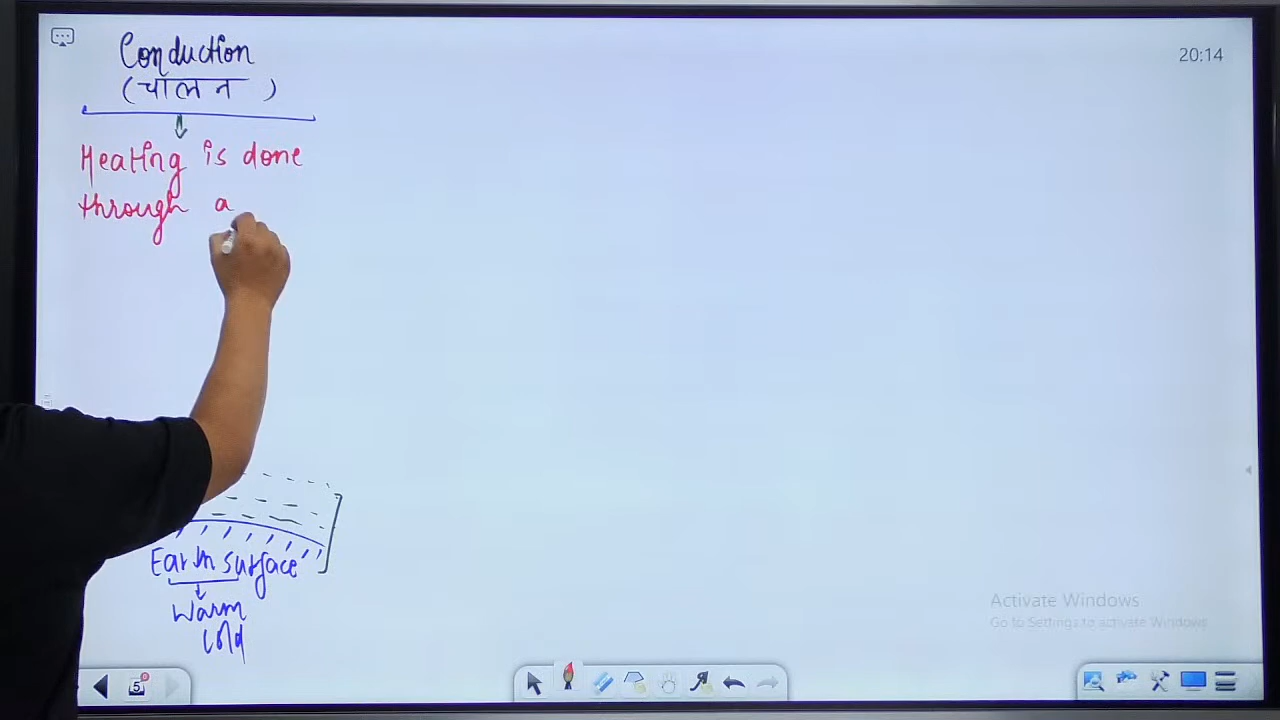 Conduction
20:14
(चालन)
Heating is done
through a
Earth surface
Warm
cold
Activate Windows
Go to Settings to activate Windows.
5